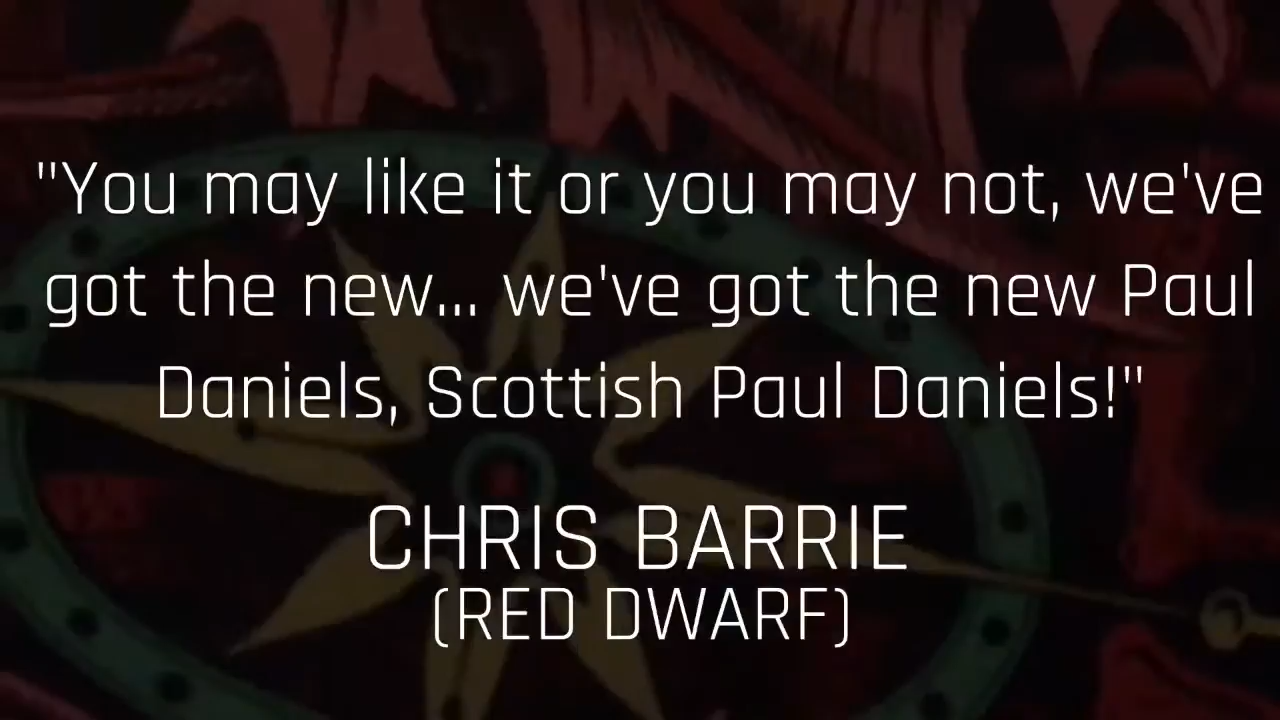 "You may like it or you may not, we've
got the new... we've got the new Paul
Daniels, Scottish Paul Daniels!"
CHRIS BARRIE
(RED DWARF)